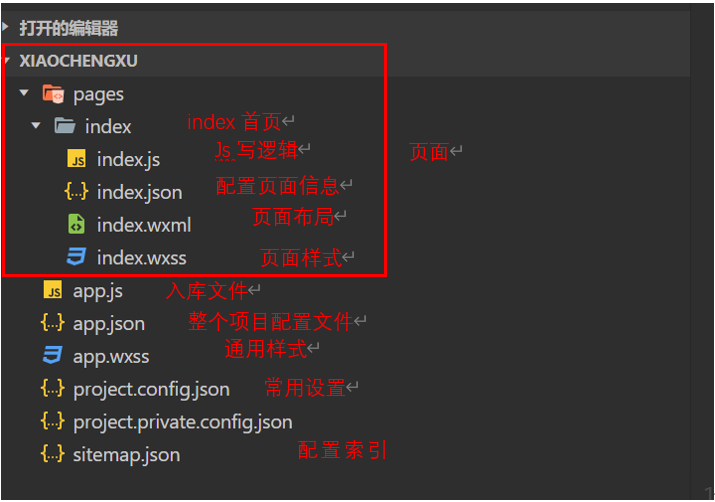 打开的编辑器
XIAOCHENGXU
pages
index index 首页↵
JS index.js Js 写逻辑↵ 页面↵
{..} index.json 配置页面信息↵
index.wxml 页面布局↵
index.wxss 页面样式↵
JS app.js 入库文件↵
{..} app.json 整个项目配置文件↵
app.wxss 通用样式↵
{..} project.config.json 常用设置↵
{..} project.private.config.json
{..} sitemap.json 配置索引
1